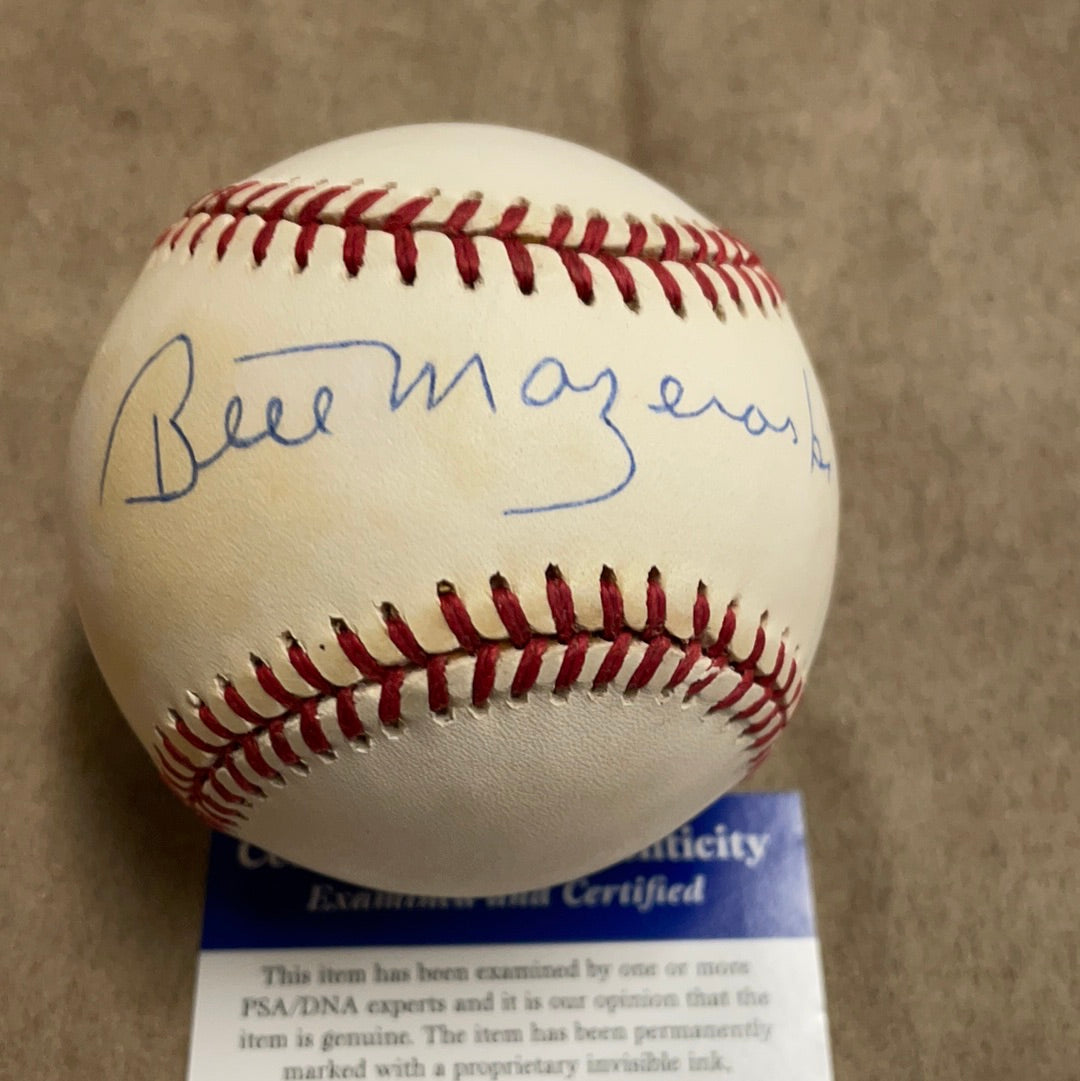 Bill Mazeroski
Examined and Certified
This item has been examined by one or more
PSA/DNA experts and it is our opinion that the
item is genuine. The item has been permanently
marked with a proprietary invisible ink,